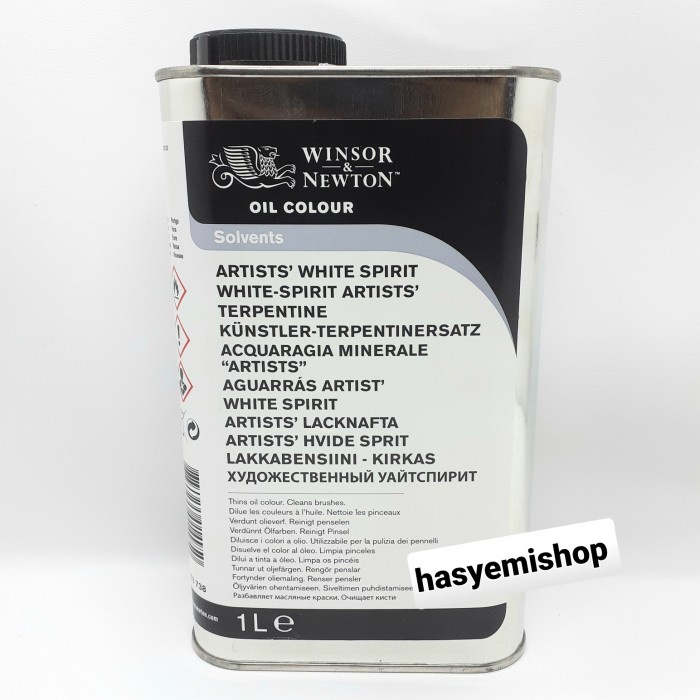 WINSOR
&
NEWTON™
OIL COLOUR
Solvents
ARTISTS' WHITE SPIRIT
WHITE-SPIRIT ARTISTS'
TERPENTINE
KÜNSTLER-TERPENTINERSATZ
ACQUARAGIA MINERALE
“ARTISTS”
AGUARRÁS ARTIST'
WHITE SPIRIT
ARTISTS' LACKNAFTA
ARTISTS' HVIDE SPRIT
LAKKABENSIINI - KIRKAS
ХУДОЖЕСТВЕННЫЙ УАЙТСПИРИТ
Thins oil colour. Cleans brushes.
Dilue les couleurs à l'huile. Nettoie les pinceaux
Verdunt olieverf. Reinigt penselen
Verdünnt Ölfarben. Reinigt Pinsel
Diluisce i colori a olio. Utilizzabile per la pulizia dei pennelli
Disuelve el color al óleo. Limpia pinceles
Dilui a tinta a óleo. Limpa os pincéis
Tunnar ut oljefärgen. Rengör penslar
Fortynder oliemaling. Renser pensler
Öljyvärien ohentamiseen. Siveltimen puhdistamisee
Разбавляет масляные краски. Очищает кисти
hasyemishop
1L e
738
newton.com